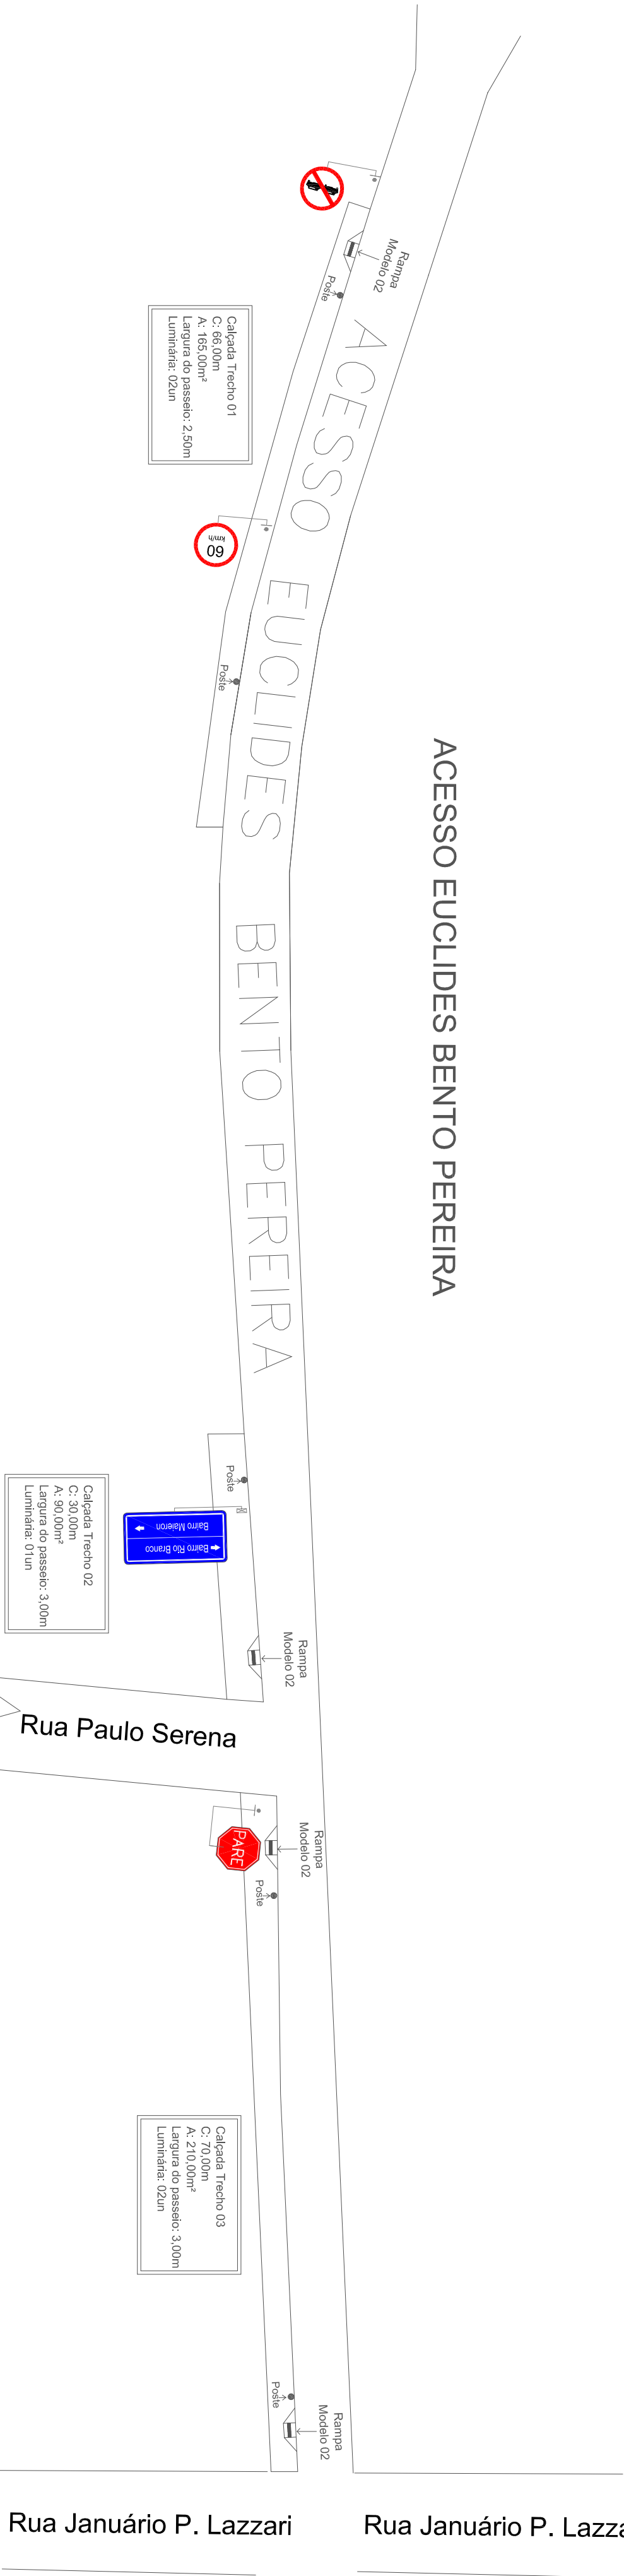 Rampa
Modelo 02
Poste
Calçada Trecho 01
C: 66,00m
A: 165,00m²
Largura do passeio: 2,50m
Luminária: 02un
ACESSO EUCLIDES BENTO PEREIRA
60
km/h
Poste
ACESSO EUCLIDES BENTO PEREIRA
Poste
Calçada Trecho 02
C: 30,00m
A: 90,00m²
Largura do passeio: 3,00m
Luminária: 01un
Bairro Rio Branco
Bairro Maieron
Rampa
Modelo 02
Rua Paulo Serena
PARE
Rampa
Modelo 02
Poste
Calçada Trecho 03
C: 70,00m
A: 210,00m²
Largura do passeio: 3,00m
Luminária: 02un
Poste
Rampa
Modelo 02
Rua Januário P. Lazzari
Rua Januário P. Lazza